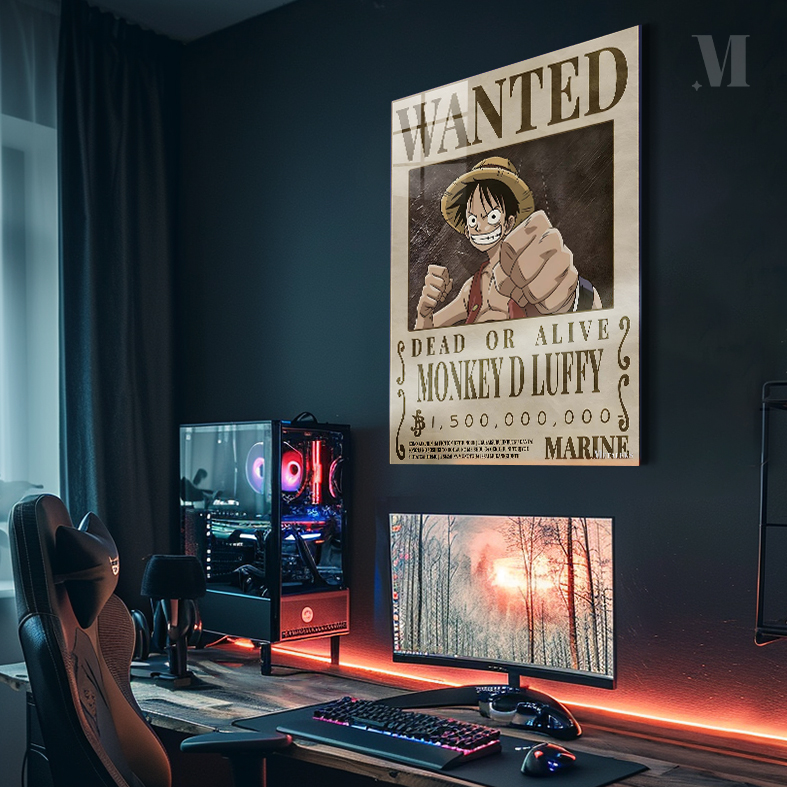 M
WANTED
DEAD OR ALIVE
MONKEY D LUFFY
฿1,500,000,000
MARINE